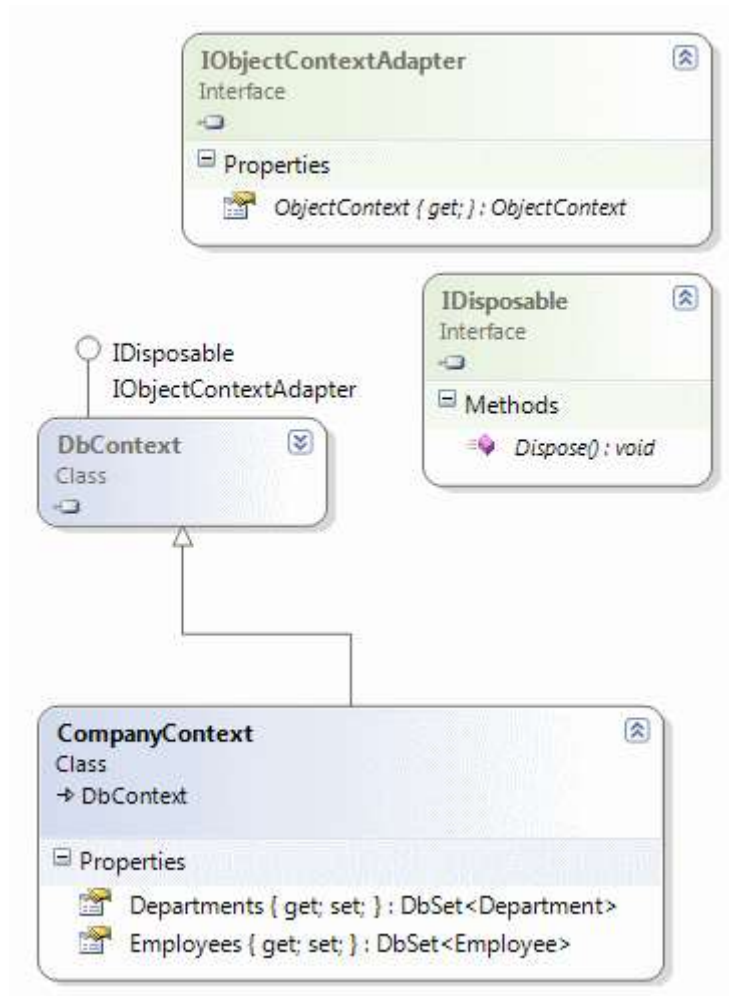 IObjectContextAdapter
Interface
Properties
ObjectContext { get; } : ObjectContext
IDisposable
Interface
Methods
Dispose() : void
IDisposable
IObjectContextAdapter
DbContext
Class
CompanyContext
Class
DbContext
Properties
Departments { get; set; } : DbSet<Department>
Employees { get; set; } : DbSet<Employee>